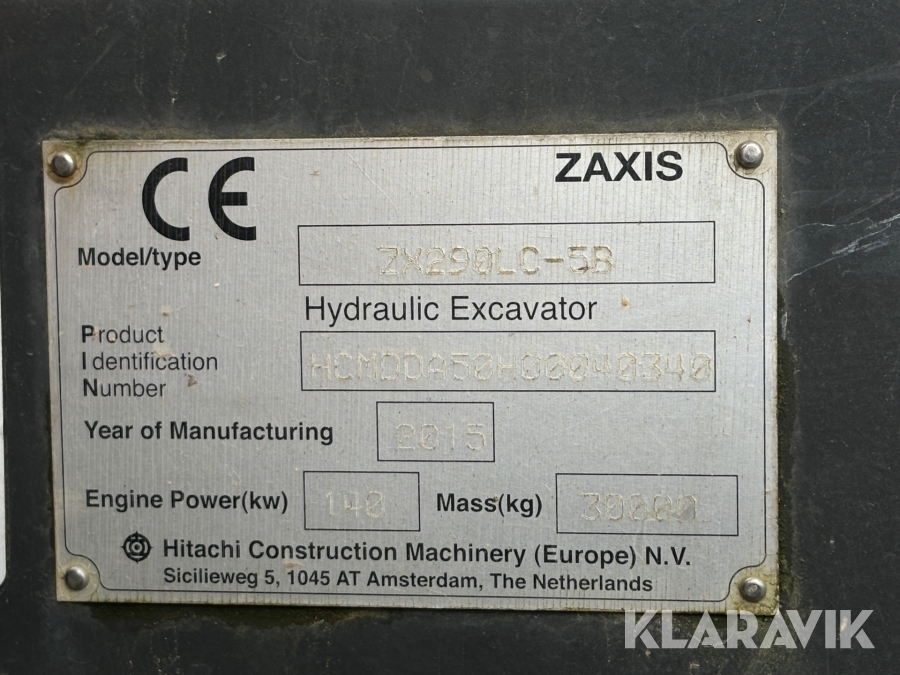 CE ZAXIS
Model/type ZX290LC-5B
Hydraulic Excavator
Product
Identification HCMDDA50H00040340
Number
Year of Manufacturing 2015
Engine Power(kw) 140 Mass(kg) 30000
Hitachi Construction Machinery (Europe) N.V.
Sicilieweg 5, 1045 AT Amsterdam, The Netherlands
KLARAVIK